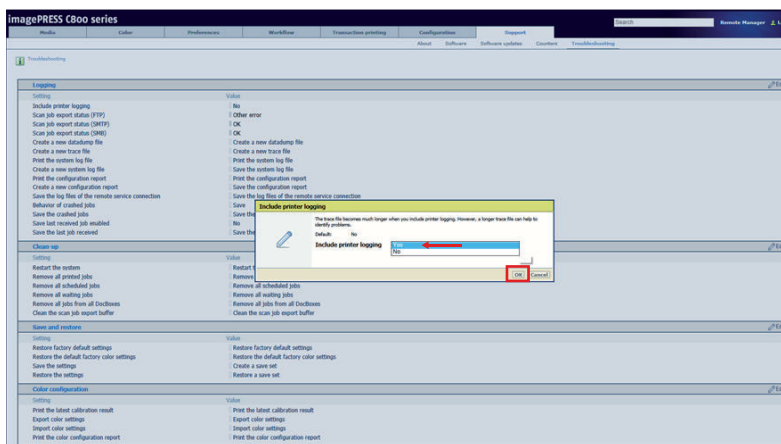 imagePRESS C800 series
Search
Remote Manager
Media Color Preferences Workflow Transaction printing Configuration Support
About Software Software updates Counters Troubleshooting
Troubleshooting
Logging
Setting Value
Include printer logging No
Scan job export status (FTP) Other error
Scan job export status (SMTP) OK
Scan job export status (SMB) OK
Create a new datadump file Create a new datadump file
Create a new trace file Create a new trace file
Print the system log file Print the system log file
Create a new system log file Save the system log file
Print the configuration report Print the configuration report
Create a new configuration report Save the configuration report
Save the log files of the remote service connection Save the log files of the remote service connection
Behavior of crashed jobs Save
Save the crashed jobs Save the
Save last received job enabled No
Save the last job received Save the
Include printer logging
The trace file becomes much longer when you include printer logging. However, a longer trace file can help to
identify problems.
Default: No
Include printer logging Yes
No
OK Cancel
Clean up
Setting Value
Restart the system Restart t
Remove all printed jobs Remove
Remove all scheduled jobs Remove all scheduled jobs
Remove all waiting jobs Remove all waiting jobs
Remove all jobs from all DocBoxes Remove all jobs from all DocBoxes
Clean the scan job export buffer Clean the scan job export buffer
Save and restore
Setting Value
Restore factory default settings Restore factory default settings
Restore the default factory color settings Restore the default factory color settings
Save the settings Create a save set
Restore the settings Restore a save set
Color configuration
Setting Value
Print the latest calibration result Print the latest calibration result
Export color settings Export color settings
Import color settings Import color settings
Print the color configuration report Print the color configuration report